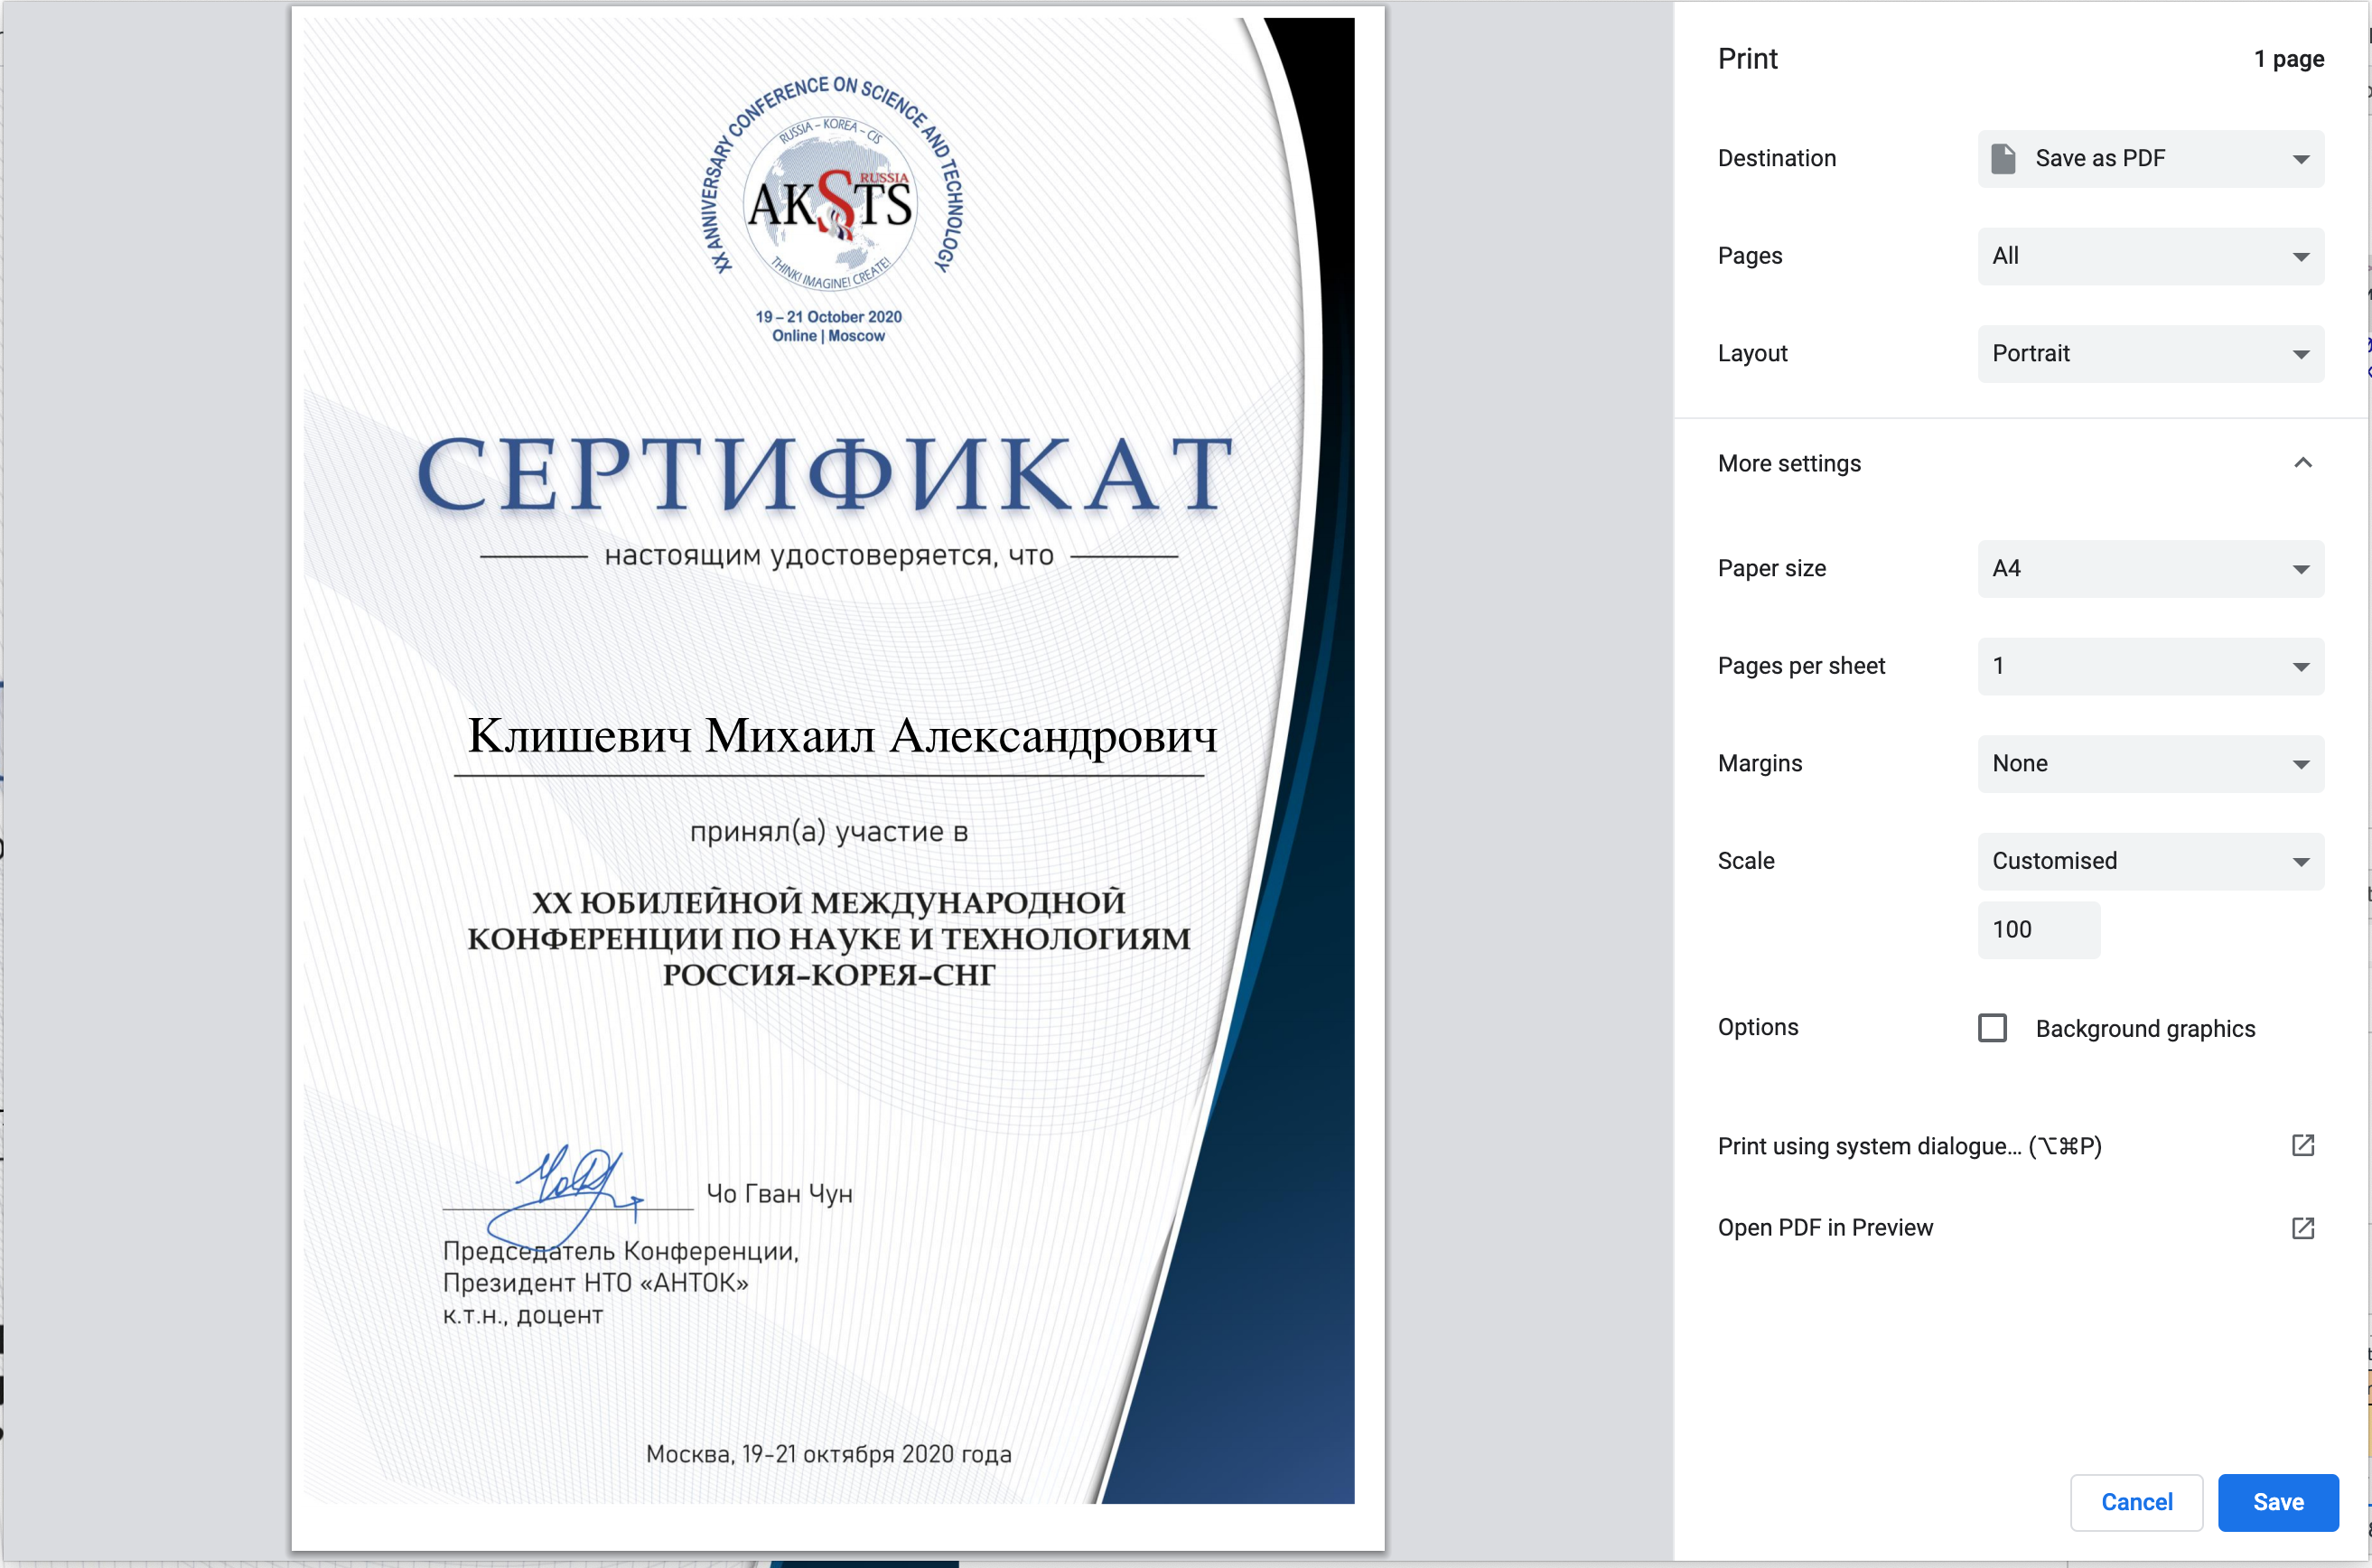 XX ANNIVERSARY CONFERENCE ON SCIENCE AND TECHNOLOGY
RUSSIA – KOREA – CIS
RUSSIA
AKSTS
THINK! IMAGINE! CREATE!
19 – 21 October 2020
Online | Moscow
СЕРТИФИКАТ
настоящим удостоверяется, что
Клишевич Михаил Александрович
принял(а) участие в
XX ЮБИЛЕЙНОЙ МЕЖДУНАРОДНОЙ
КОНФЕРЕНЦИИ ПО НАУКЕ И ТЕХНОЛОГИЯМ
РОССИЯ–КОРЕЯ–СНГ
Чо Гван Чун
Председатель Конференции,
Президент НТО «АНТОК»
к.т.н., доцент
Москва, 19-21 октября 2020 года
Print
1 page
Destination
Save as PDF
Pages
All
Layout
Portrait
More settings
Paper size
A4
Pages per sheet
1
Margins
None
Scale
Customised
100
Options
Background graphics
Print using system dialogue... (⌥⌘P)
Open PDF in Preview
Cancel
Save